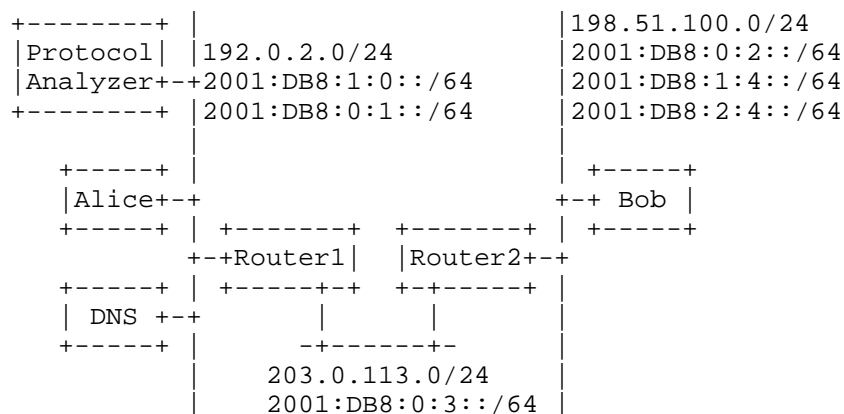 198.51.100.0/24
Protocol 192.0.2.0/24 2001:DB8:0:2::/64
Analyzer 2001:DB8:1:0::/64 2001:DB8:1:4::/64
2001:DB8:0:1::/64 2001:DB8:2:4::/64
Alice Bob
Router1 Router2
DNS
203.0.113.0/24
2001:DB8:0:3::/64